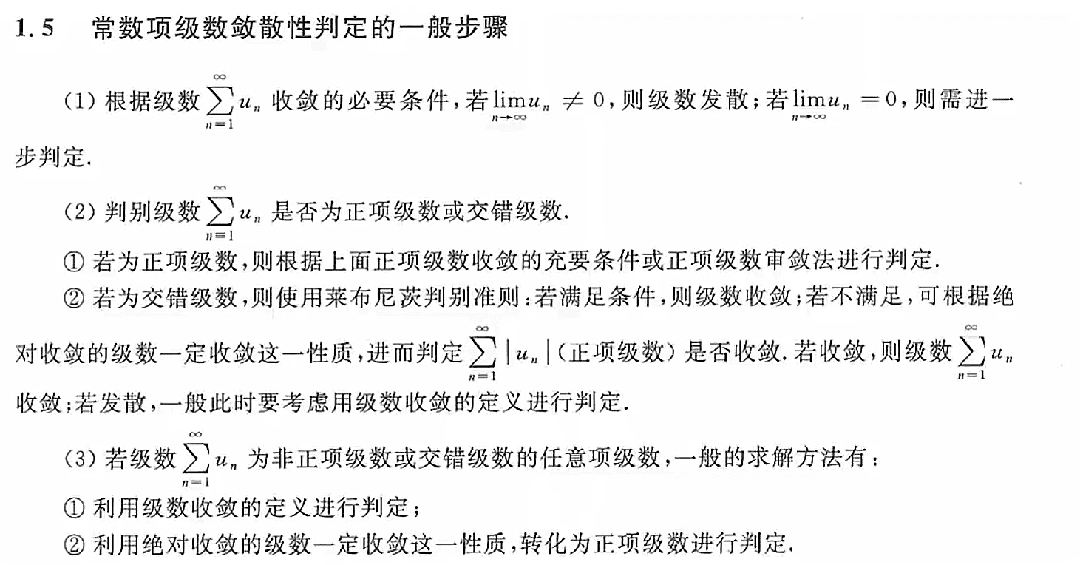 1.5 常数项级数敛散性判定的一般步骤
(1) 根据级数 $\sum_{n=1}^{\infty} u_n$ 收敛的必要条件,若 $\lim_{n\to\infty} u_n \neq 0$,则级数发散;若 $\lim_{n\to\infty} u_n = 0$,则需进一
步判定.
(2) 判别级数 $\sum_{n=1}^{\infty} u_n$ 是否为正项级数或交错级数.
① 若为正项级数,则根据上面正项级数收敛的充要条件或正项级数审敛法进行判定.
② 若为交错级数,则使用莱布尼茨判别准则:若满足条件,则级数收敛;若不满足,可根据绝
对收敛的级数一定收敛这一性质,进而判定 $\sum_{n=1}^{\infty} |u_n|$ (正项级数) 是否收敛.若收敛,则级数 $\sum_{n=1}^{\infty} u_n$
收敛;若发散,一般此时要考虑用级数收敛的定义进行判定.
(3) 若级数 $\sum_{n=1}^{\infty} u_n$ 为非正项级数或交错级数的任意项级数,一般的求解方法有:
① 利用级数收敛的定义进行判定;
② 利用绝对收敛的级数一定收敛这一性质,转化为正项级数进行判定.